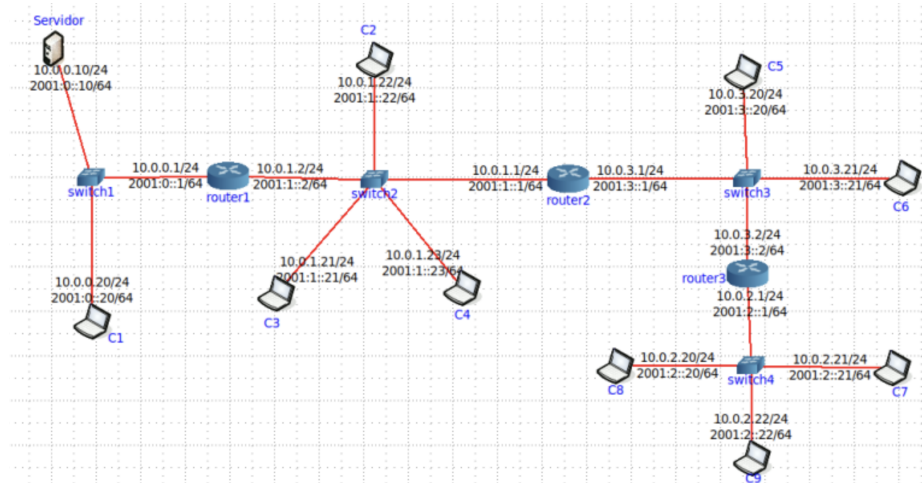 Servidor
10.0.0.10/24
2001:0::10/64
C2
10.0.1.22/24
2001:1::22/64
C5
10.0.3.20/24
2001:3::20/64
switch1
10.0.0.1/24
2001:0::1/64
router1
10.0.1.2/24
2001:1::2/64
switch2
10.0.1.1/24
2001:1::1/64
router2
10.0.3.1/24
2001:3::1/64
switch3
10.0.3.21/24
2001:3::21/64
C6
10.0.0.20/24
2001:0::20/64
C1
10.0.1.21/24
2001:1::21/64
C3
10.0.1.23/24
2001:1::23/64
C4
10.0.3.2/24
2001:3::2/64
router3
10.0.2.1/24
2001:2::1/64
10.0.2.20/24
2001:2::20/64
C8
switch4
10.0.2.21/24
2001:2::21/64
C7
10.0.2.22/24
2001:2::22/64
C9